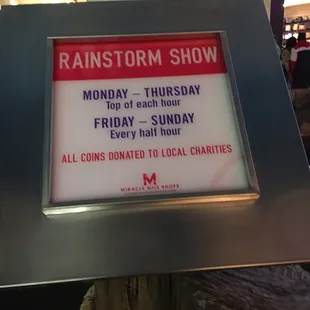 RAINSTORM SHOW
MONDAY – THURSDAY
Top of each hour
FRIDAY – SUNDAY
Every half hour
ALL COINS DONATED TO LOCAL CHARITIES
M
MIRACLE MILE SHOPS